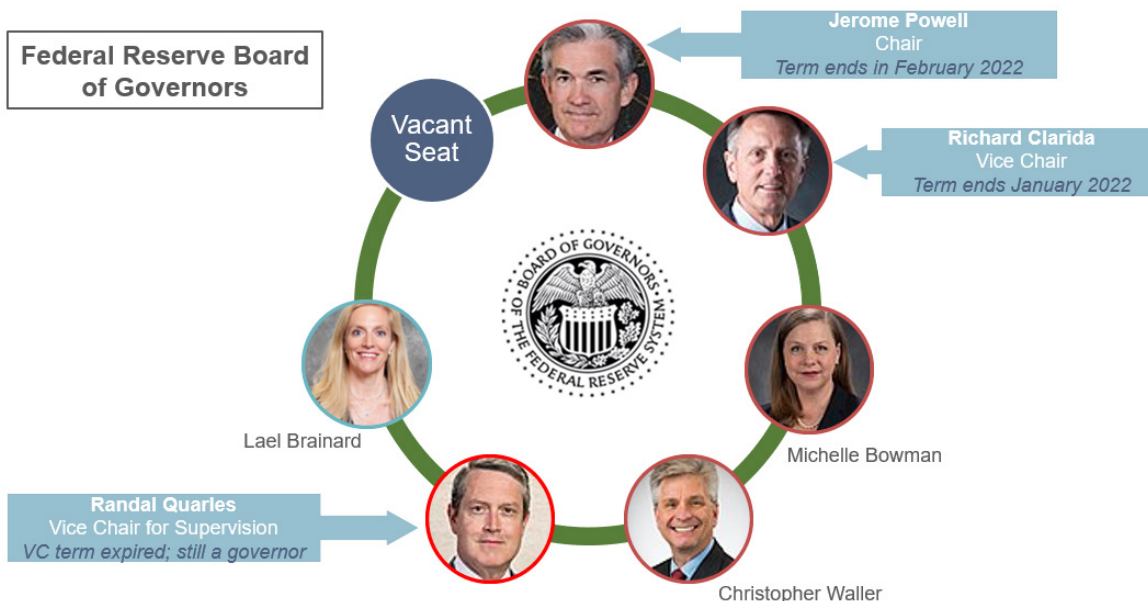 Federal Reserve Board
of Governors
Jerome Powell
Chair
Term ends in February 2022
Vacant
Seat
Richard Clarida
Vice Chair
Term ends January 2022
BOARD OF GOVERNORS
OF THE FEDERAL RESERVE SYSTEM
Lael Brainard
Michelle Bowman
Randal Quarles
Vice Chair for Supervision
VC term expired; still a governor
Christopher Waller